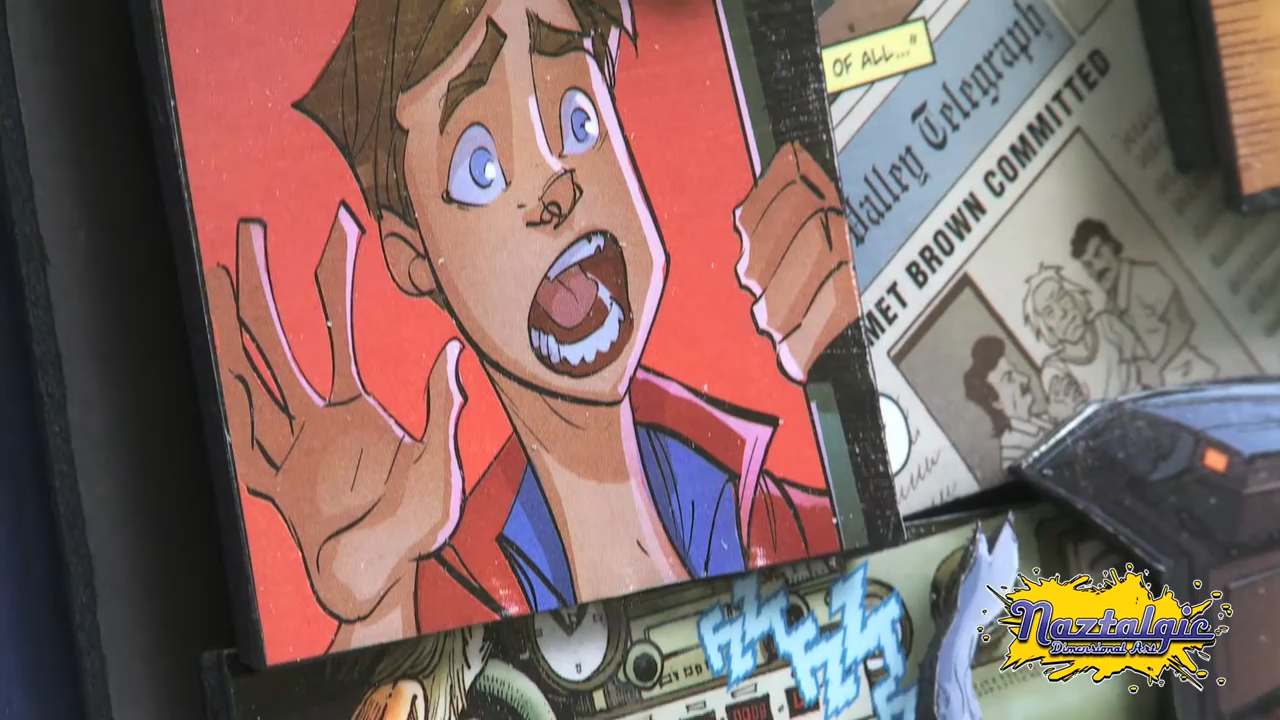 OF ALL..."
Valley Telegraph
MET BROWN COMMITTED
Naztalgic
Dimensional Art